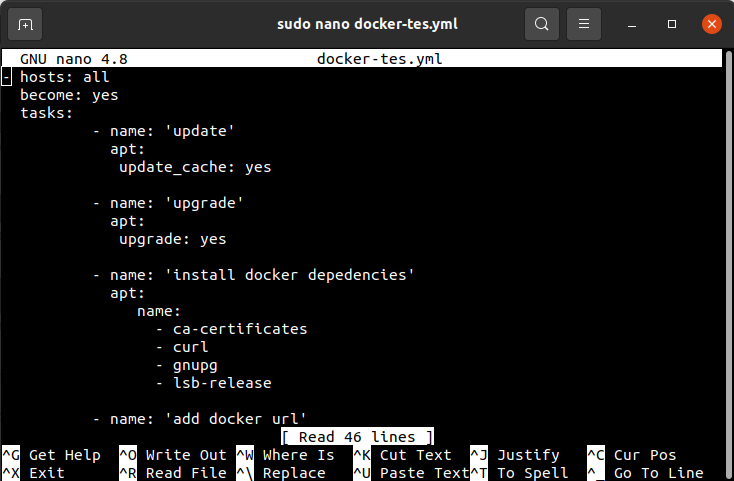 sudo nano docker-tes.yml
GNU nano 4.8 docker-tes.yml
- hosts: all
become: yes
tasks:
- name: 'update'
apt:
update_cache: yes
- name: 'upgrade'
apt:
upgrade: yes
- name: 'install docker depedencies'
apt:
name:
- ca-certificates
- curl
- gnupg
- lsb-release
- name: 'add docker url'
[ Read 46 lines ]
^G Get Help ^O Write Out ^W Where Is ^K Cut Text ^J Justify ^C Cur Pos
^X Exit ^R Read File ^\ Replace ^U Paste Text ^T To Spell ^_ Go To Line